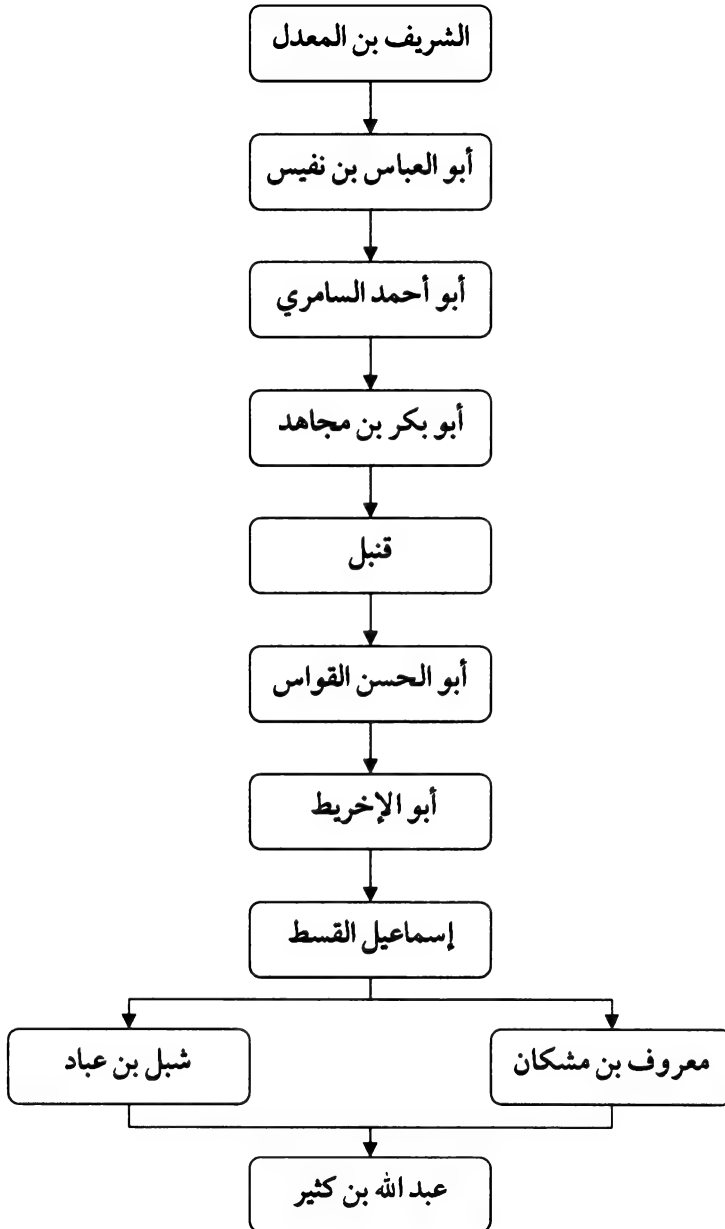 الشريف بن المعدل
أبو العباس بن نفيس
أبو أحمد السامري
أبو بكر بن مجاهد
قنبل
أبو الحسن القواس
أبو الإخريط
إسماعيل القسط
معروف بن مشكان
شبل بن عباد
عبد الله بن كثير